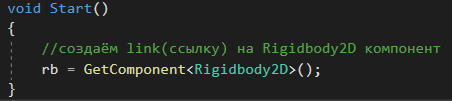 void Start()
{
//создаём link(ссылку) на Rigidbody2D компонент
rb = GetComponent<Rigidbody2D>();
}